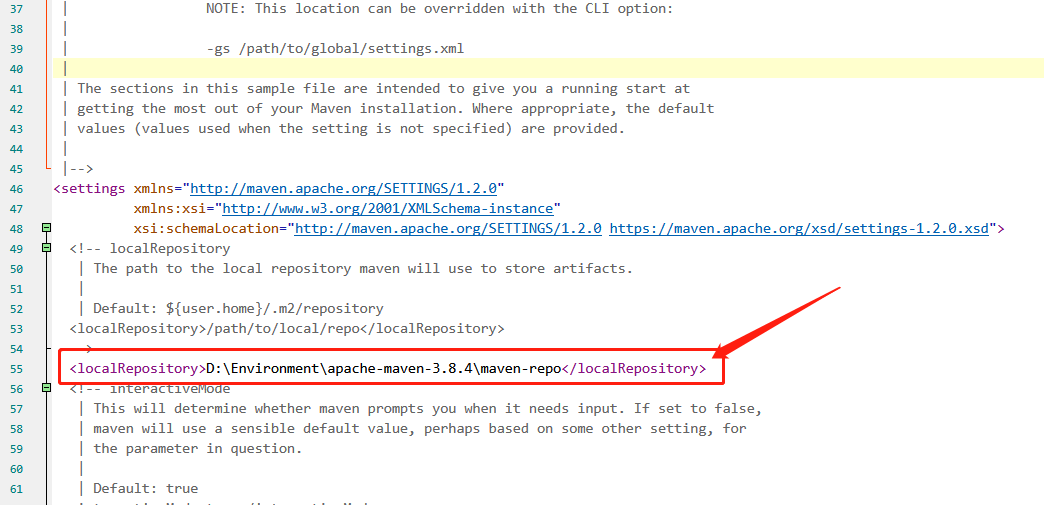 37 | NOTE: This location can be overridden with the CLI option:
38 |
39 | -gs /path/to/global/settings.xml
40 |
41 | The sections in this sample file are intended to give you a running start at
42 | getting the most out of your Maven installation. Where appropriate, the default
43 | values (values used when the setting is not specified) are provided.
44 |
45 |-->
46 <settings xmlns="http://maven.apache.org/SETTINGS/1.2.0"
47 xmlns:xsi="http://www.w3.org/2001/XMLSchema-instance"
48 xsi:schemaLocation="http://maven.apache.org/SETTINGS/1.2.0 https://maven.apache.org/xsd/settings-1.2.0.xsd">
49 <!-- localRepository
50 | The path to the local repository maven will use to store artifacts.
51 |
52 | Default: ${user.home}/.m2/repository
53 <localRepository>/path/to/local/repo</localRepository>
54
55 <localRepository>D:\Environment\apache-maven-3.8.4\maven-repo</localRepository>
56 <!-- interactiveMode
57 | This will determine whether maven prompts you when it needs input. If set to false,
58 | maven will use a sensible default value, perhaps based on some other setting, for
59 | the parameter in question.
60 |
61 | Default: true